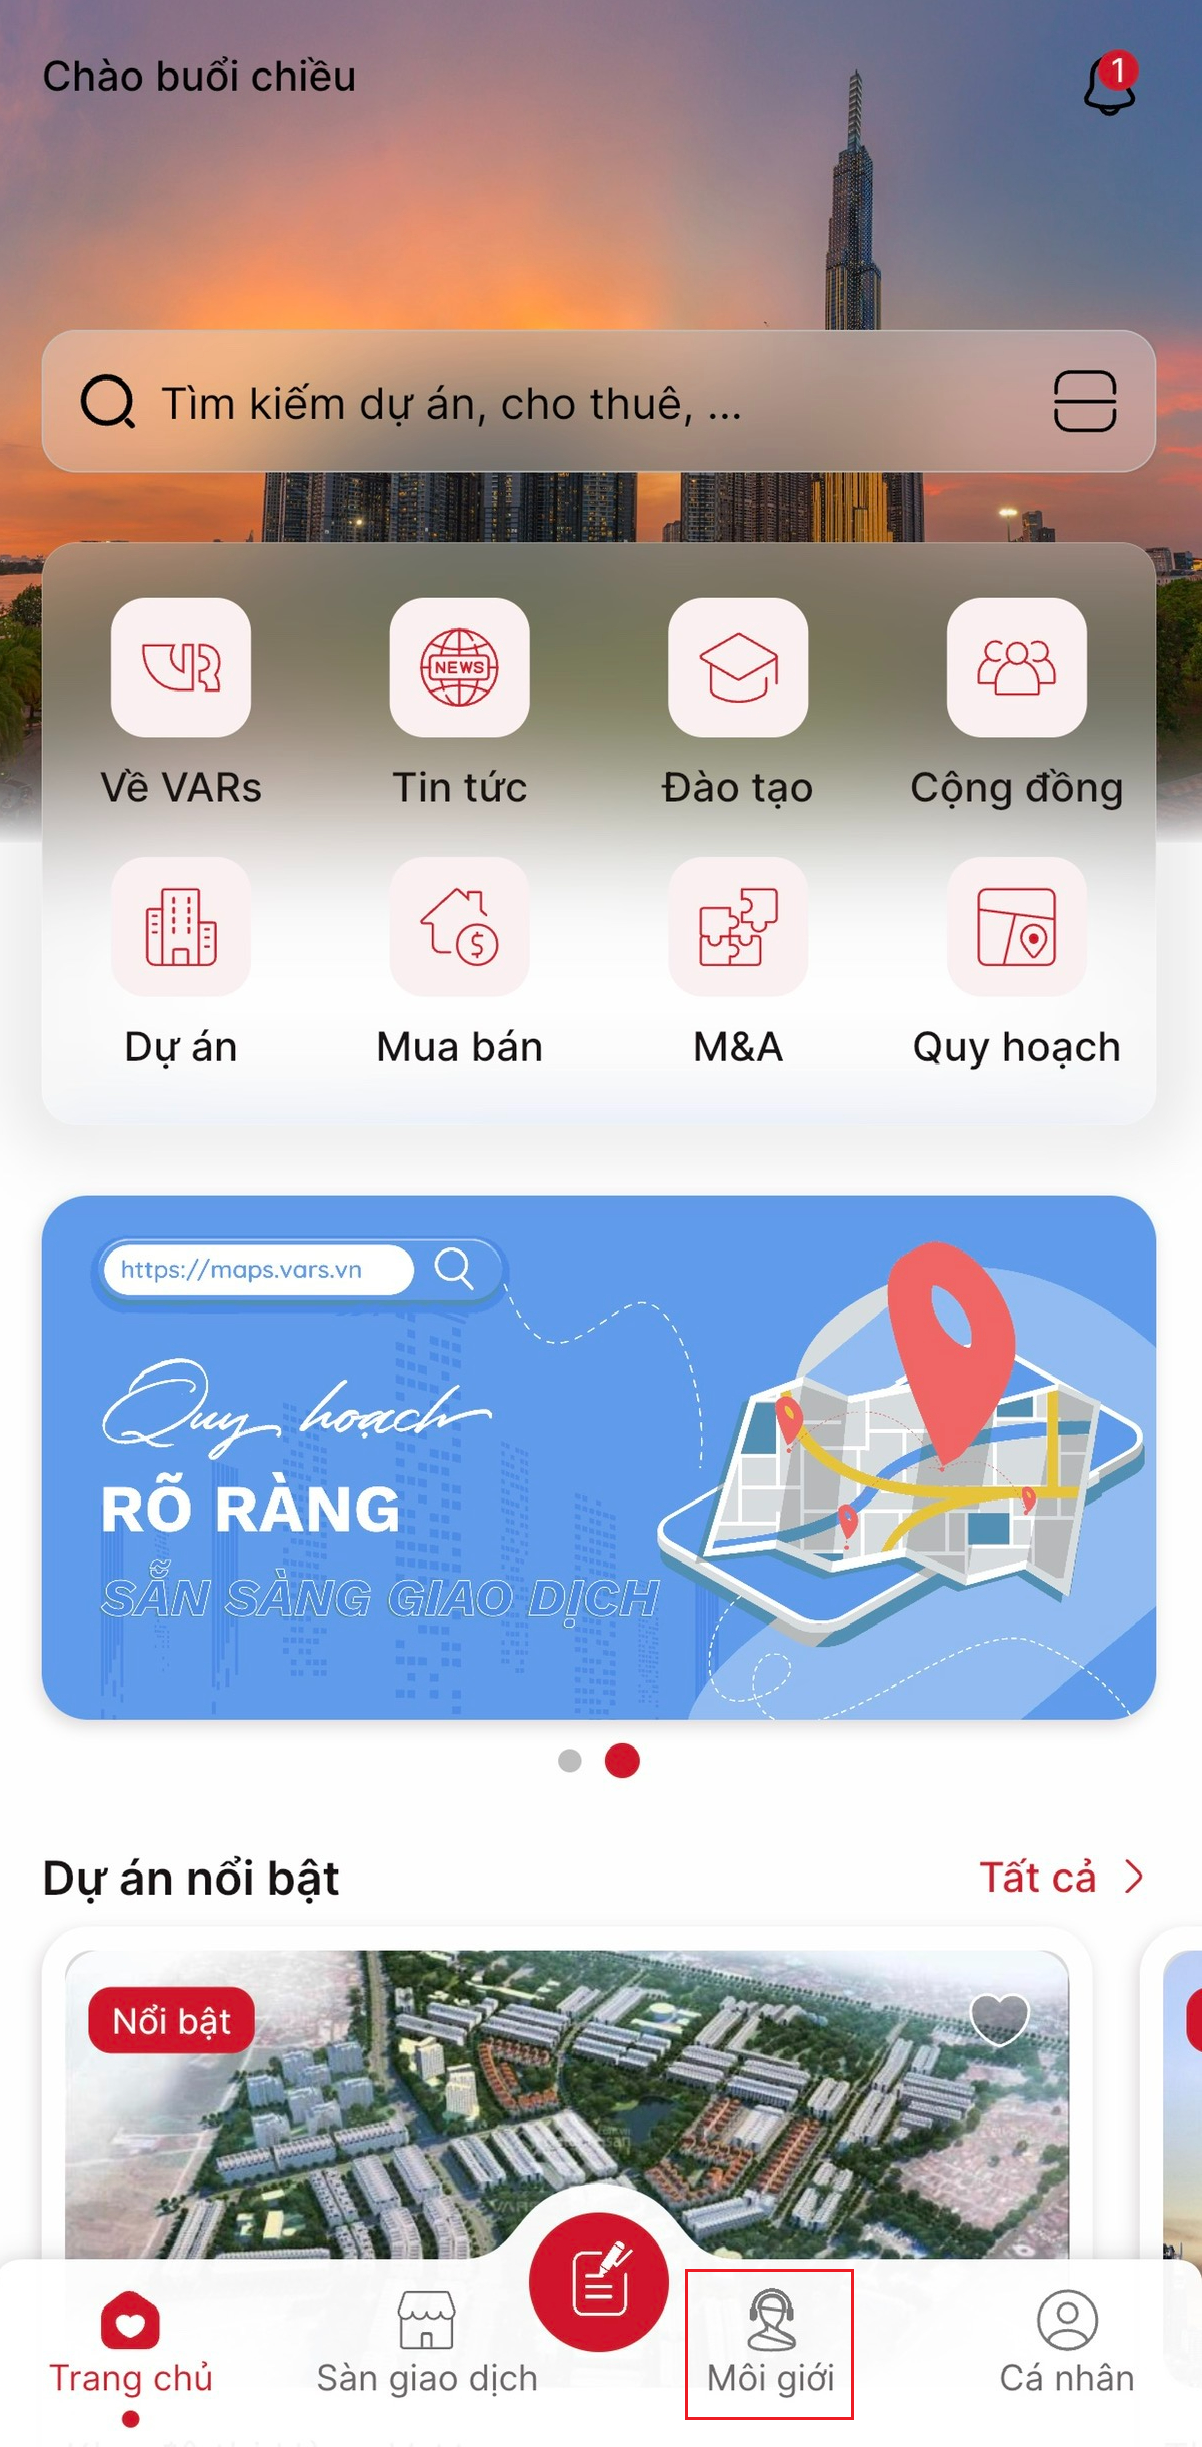 Chào buổi chiều
1
Tìm kiếm dự án, cho thuê, ...
NEWS
Về VARs
Tin tức
Đào tạo
Cộng đồng
$
Dự án
Mua bán
M&A
Quy hoạch
https://maps.vars.vn
Quy hoạch
RÕ RÀNG
SẴN SÀNG GIAO DỊCH
Dự án nổi bật
Tất cả
Nổi bật
Trang chủ
Sàn giao dịch
Môi giới
Cá nhân